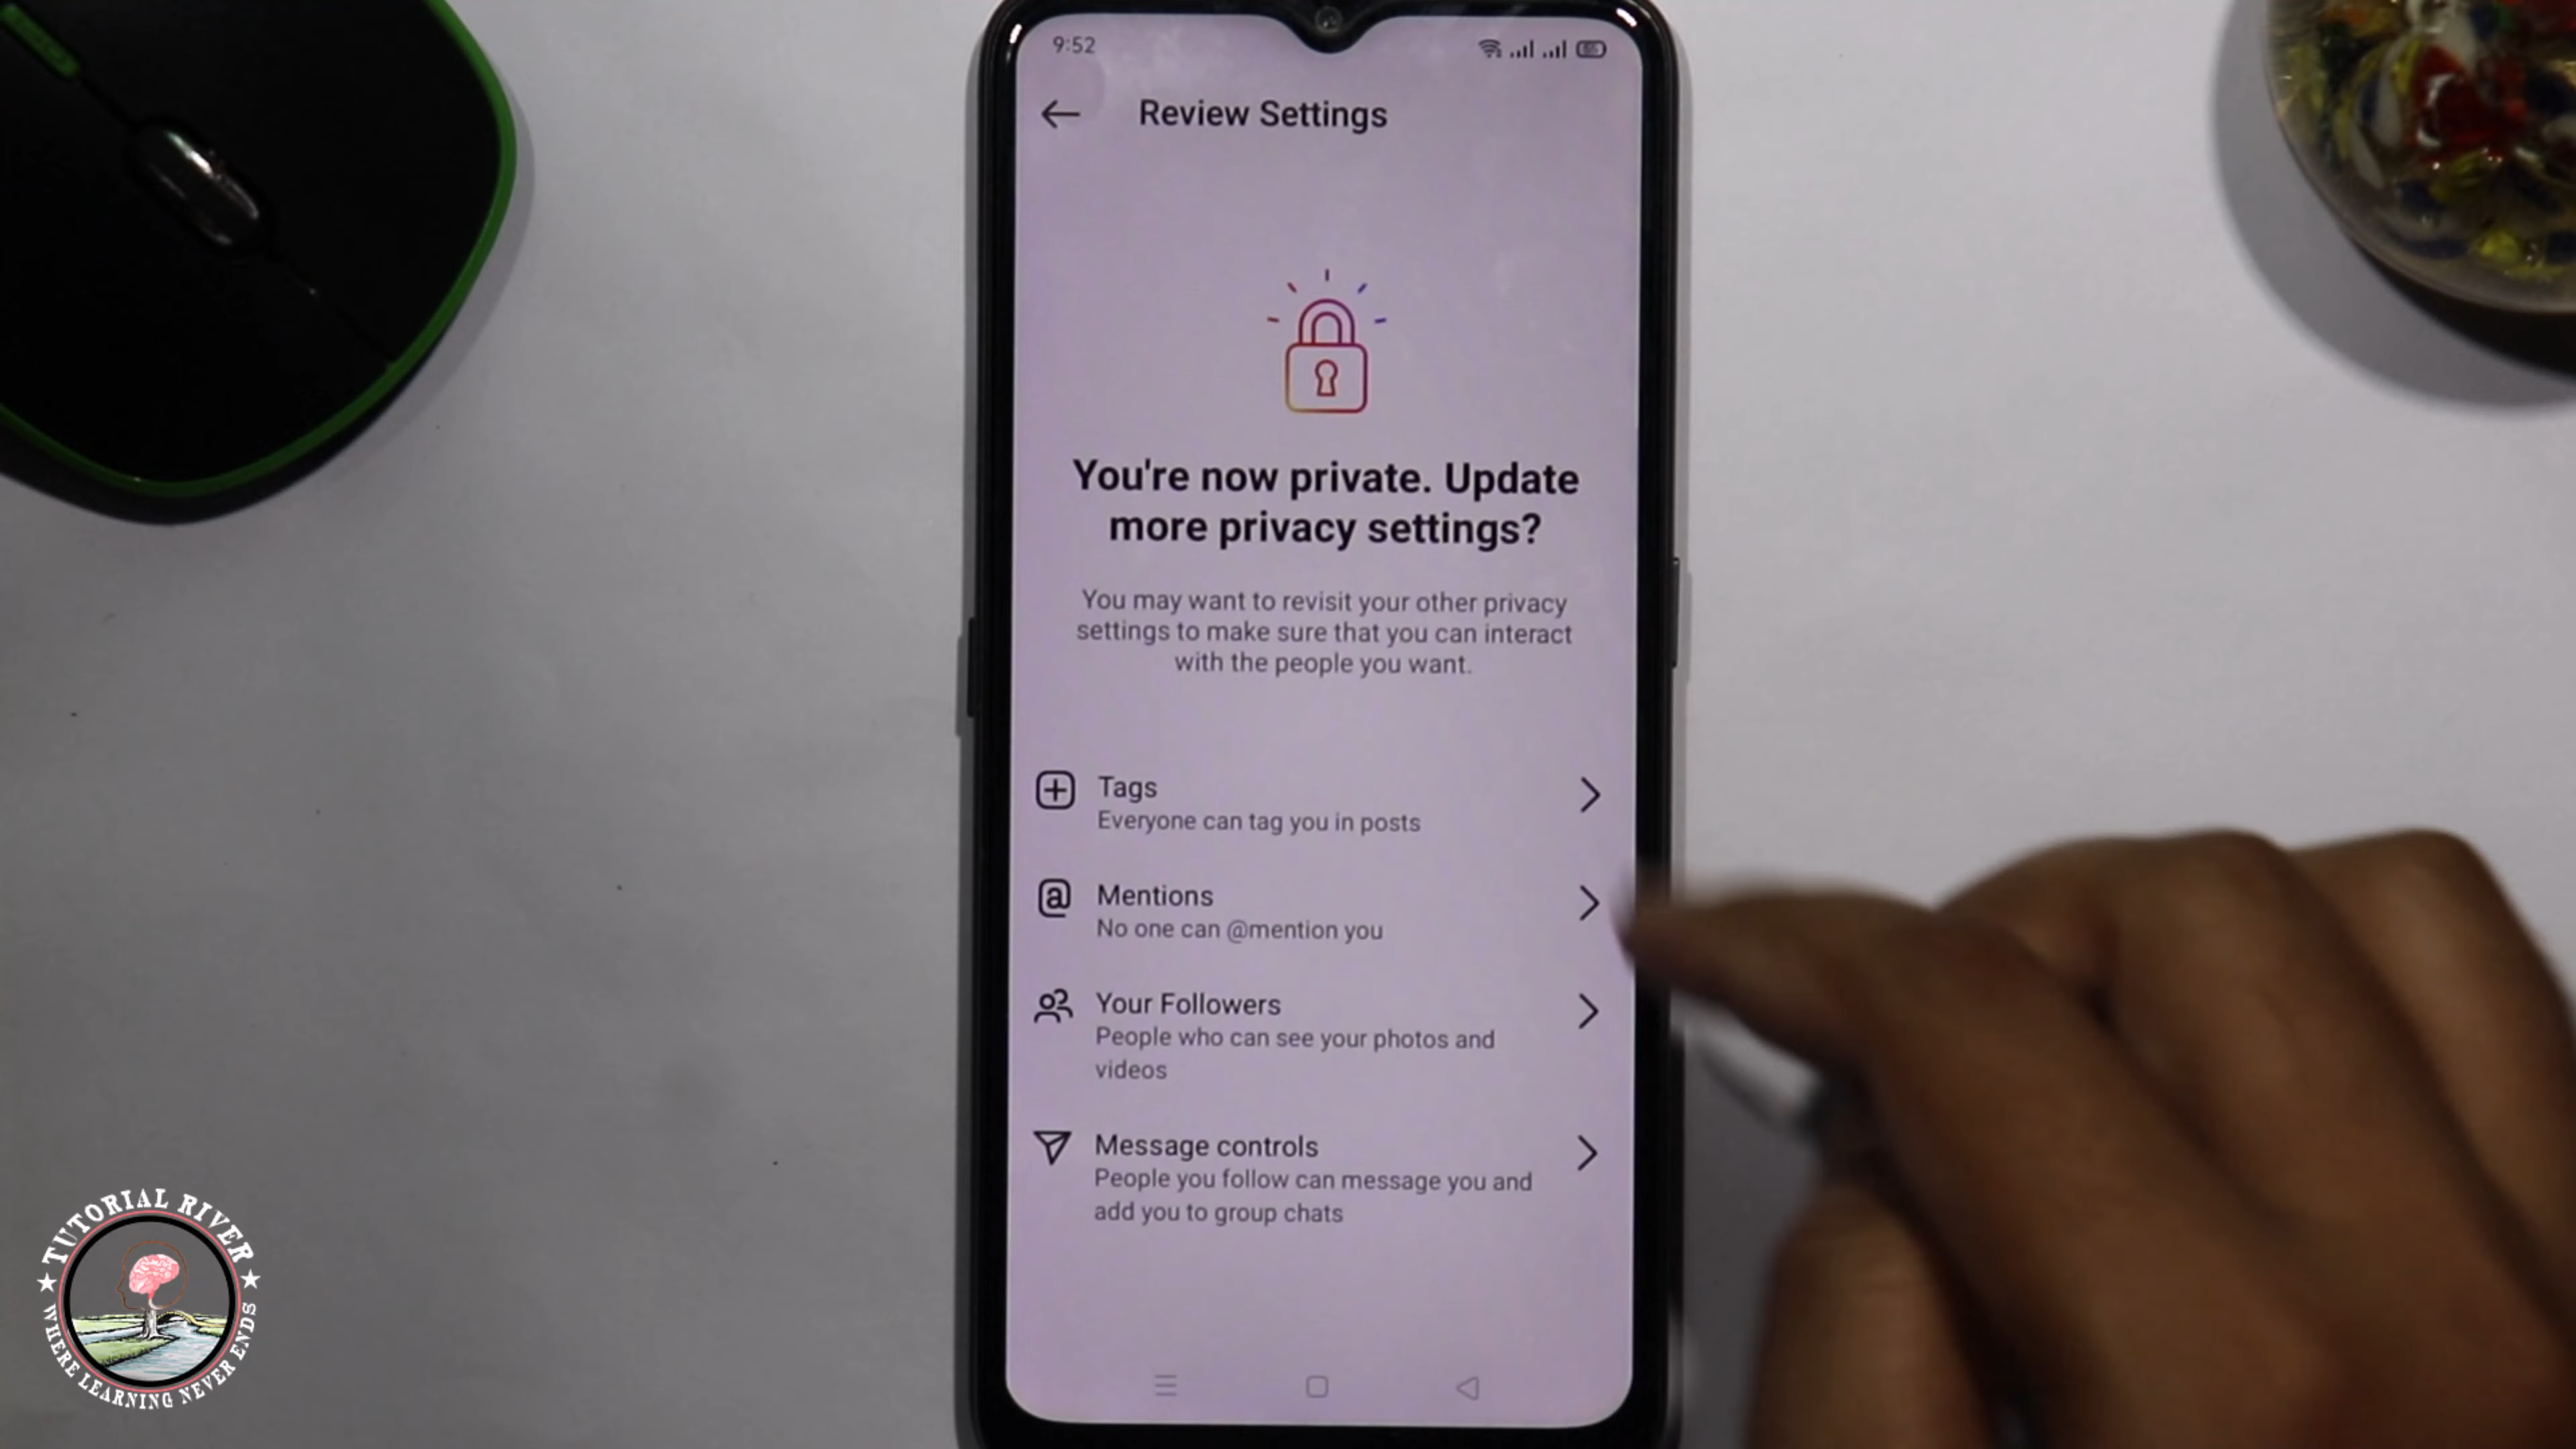 9:52
Review Settings
You're now private. Update
more privacy settings?
You may want to revisit your other privacy
settings to make sure that you can interact
with the people you want.
Tags
Everyone can tag you in posts
Mentions
No one can @mention you
Your Followers
People who can see your photos and
videos
Message controls
People you follow can message you and
add you to group chats
TUTORIAL RIVER
WHERE LEARNING NEVER ENDS